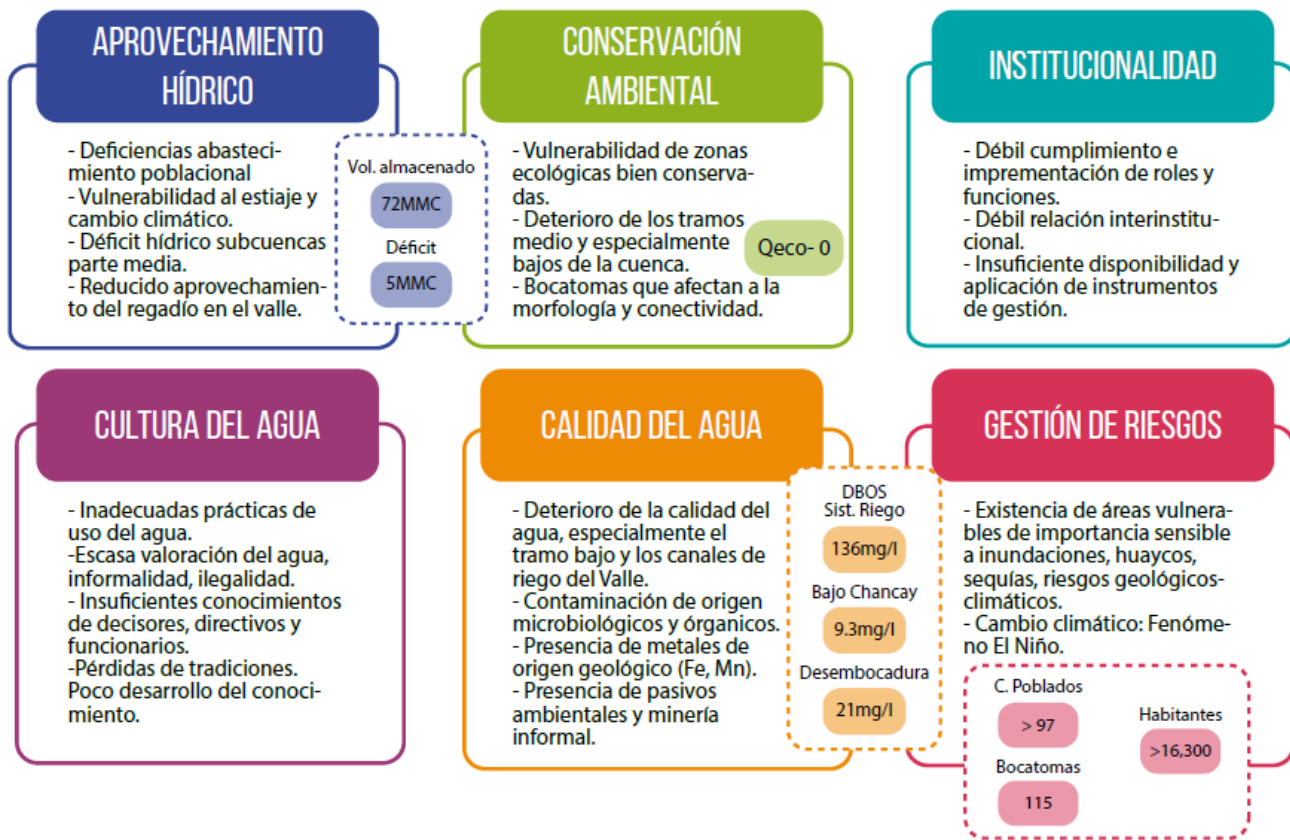 APROVECHAMIENTO
HÍDRICO
- Deficiencias abasteci-
miento poblacional
- Vulnerabilidad al estiaje y
cambio climático.
- Déficit hídrico subcuencas
parte media.
- Reducido aprovechamien-
to del regadío en el valle.
Vol. almacenado
72MMC
Déficit
5MMC
CONSERVACIÓN
AMBIENTAL
- Vulnerabilidad de zonas
ecológicas bien conserva-
das.
- Deterioro de los tramos
medio y especialmente
bajos de la cuenca.
- Bocatomas que afectan a la
morfología y conectividad.
Qeco- 0
INSTITUCIONALIDAD
- Débil cumplimiento e
imprementación de roles y
funciones.
- Débil relación interinstitu-
cional.
- Insuficiente disponibilidad y
aplicación de instrumentos
de gestión.
CULTURA DEL AGUA
- Inadecuadas prácticas de
uso del agua.
-Escasa valoración del agua,
informalidad, ilegalidad.
- Insuficientes conocimientos
de decisores, directivos y
funcionarios.
-Pérdidas de tradiciones.
Poco desarrollo del conoci-
miento.
CALIDAD DEL AGUA
- Deterioro de la calidad del
agua, especialmente el
tramo bajo y los canales de
riego del Valle.
- Contaminación de origen
microbiológicos y órganicos.
- Presencia de metales de
origen geológico (Fe, Mn).
- Presencia de pasivos
ambientales y minería
informal.
DBOS
Sist. Riego
136mg/l
Bajo Chancay
9.3mg/l
Desembocadura
21mg/l
GESTIÓN DE RIESGOS
- Existencia de áreas vulnera-
bles de importancia sensible
a inundaciones, huaycos,
sequías, riesgos geológicos-
climáticos.
- Cambio climático: Fenóme-
no El Niño.
C. Poblados
> 97
Bocatomas
115
Habitantes
>16,300